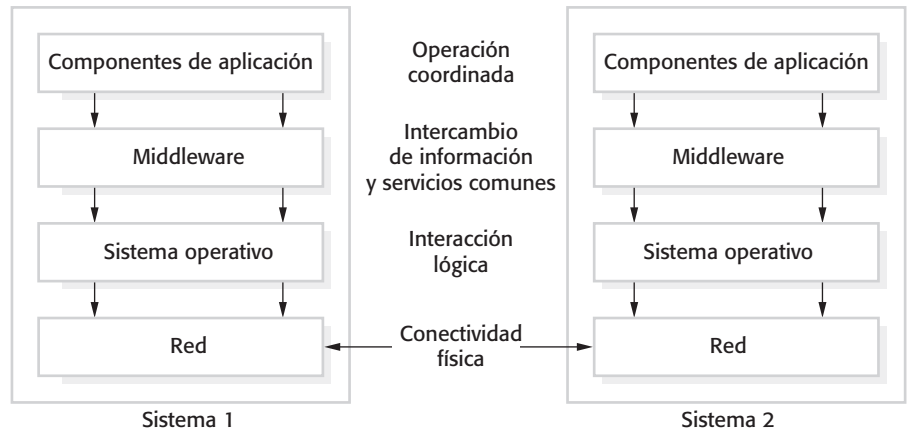 Componentes de aplicación
Middleware
Sistema operativo
Red
Sistema 1
Operación
coordinada
Intercambio
de información
y servicios comunes
Interacción
lógica
Conectividad
física
Componentes de aplicación
Middleware
Sistema operativo
Red
Sistema 2